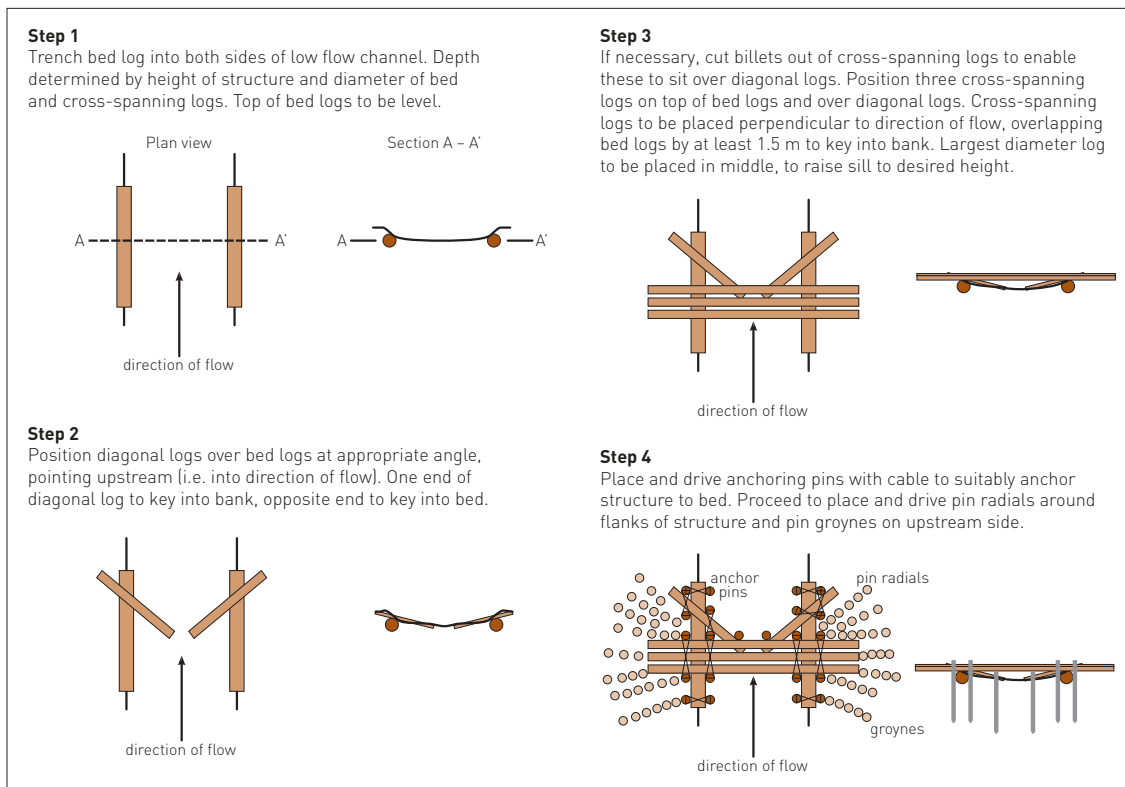 Step 1
Trench bed log into both sides of low flow channel. Depth
determined by height of structure and diameter of bed
and cross-spanning logs. Top of bed logs to be level.
Plan view
Section A – A’
A
A’
A
A’
direction of flow
Step 2
Position diagonal logs over bed logs at appropriate angle,
pointing upstream (i.e. into direction of flow). One end of
diagonal log to key into bank, opposite end to key into bed.
direction of flow
Step 3
If necessary, cut billets out of cross-spanning logs to enable
these to sit over diagonal logs. Position three cross-spanning
logs on top of bed logs and over diagonal logs. Cross-spanning
logs to be placed perpendicular to direction of flow, overlapping
bed logs by at least 1.5 m to key into bank. Largest diameter log
to be placed in middle, to raise sill to desired height.
direction of flow
Step 4
Place and drive anchoring pins with cable to suitably anchor
structure to bed. Proceed to place and drive pin radials around
flanks of structure and pin groynes on upstream side.
anchor
pins
pin radials
groynes
direction of flow